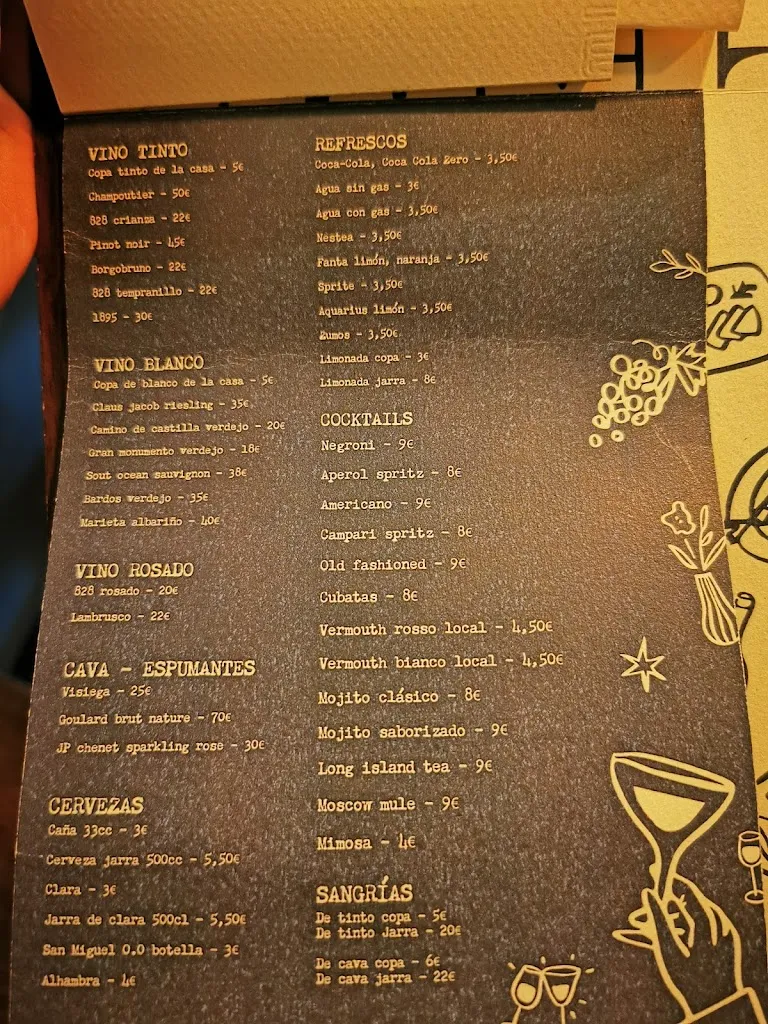 VINO TINTO
Copa tinto de la casa - 5€
Champoutier - 50€
828 crianza - 22€
Pinot noir - 45€
Borgobruno - 22€
828 tempranillo - 22€
1895 - 30€
VINO BLANCO
Copa de blanco de la casa - 5€
Claus jacob riesling - 35€
Camino de castilla verdejo - 20€
Gran monumento verdejo - 18€
Sout ocean sauvignon - 38€
Bardos verdejo - 35€
Marieta albariño - 40€
VINO ROSADO
828 rosado - 20€
Lambrusco - 22€
CAVA - ESPUMANTES
Visiega - 25€
Goulard brut nature - 70€
JP chenet sparkling rose - 30€
CERVEZAS
Caña 33cc - 3€
Cerveza jarra 500cc - 5,50€
Clara - 3€
Jarra de clara 500cl - 5,50€
San Miguel 0.0 botella - 3€
Alhambra - 4€
REFRESCOS
Coca-Cola, Coca Cola Zero - 3,50€
Agua sin gas - 3€
Agua con gas - 3,50€
Nestea - 3,50€
Fanta limón, naranja - 3,50€
Sprite - 3,50€
Aquarius limón - 3,50€
Zumos - 3,50€
Limonada copa - 3€
Limonada jarra - 8€
COCKTAILS
Negroni - 9€
Aperol spritz - 8€
Americano - 9€
Campari spritz - 8€
Old fashioned - 9€
Cubatas - 8€
Vermouth rosso local - 4,50€
Vermouth bianco local - 4,50€
Mojito clásico - 8€
Mojito saborizado - 9€
Long island tea - 9€
Moscow mule - 9€
Mimosa - 4€
SANGRÍAS
De tinto copa - 5€
De tinto Jarra - 20€
De cava copa - 6€
De cava jarra - 22€